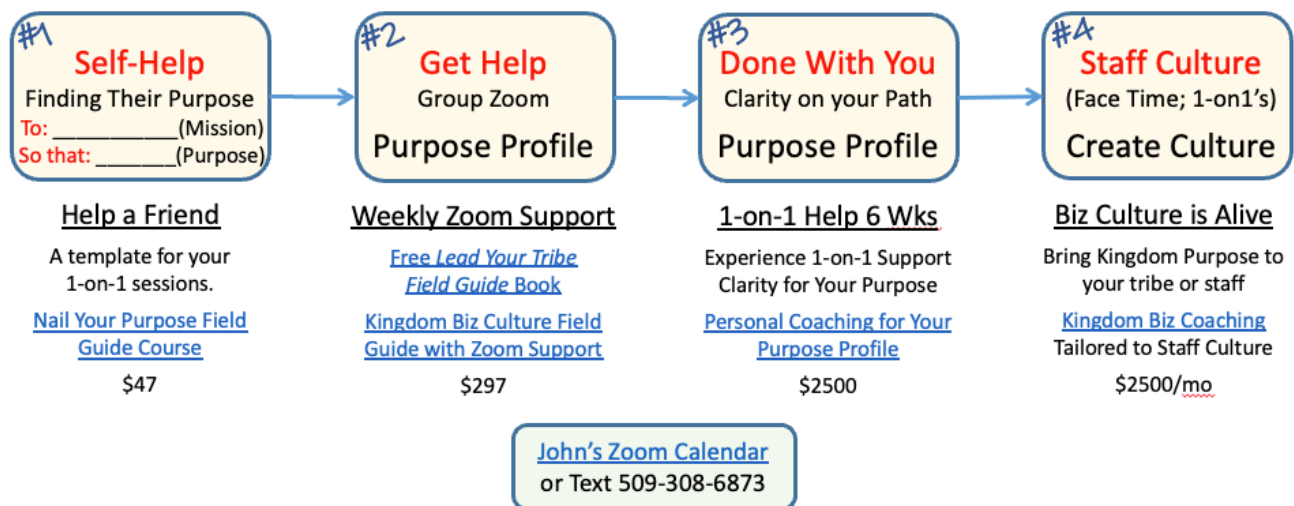 #1
Self-Help
Finding Their Purpose
To: ___________(Mission)
So that: _______(Purpose)
Help a Friend
A template for your
1-on-1 sessions.
Nail Your Purpose Field
Guide Course
$47
#2
Get Help
Group Zoom
Purpose Profile
Weekly Zoom Support
Free Lead Your Tribe
Field Guide Book
Kingdom Biz Culture Field
Guide with Zoom Support
$297
#3
Done With You
Clarity on your Path
Purpose Profile
1-on-1 Help 6 Wks
Experience 1-on-1 Support
Clarity for Your Purpose
Personal Coaching for Your
Purpose Profile
$2500
#4
Staff Culture
(Face Time; 1-on1's)
Create Culture
Biz Culture is Alive
Bring Kingdom Purpose to
your tribe or staff
Kingdom Biz Coaching
Tailored to Staff Culture
$2500/mo
John's Zoom Calendar
or Text 509-308-6873